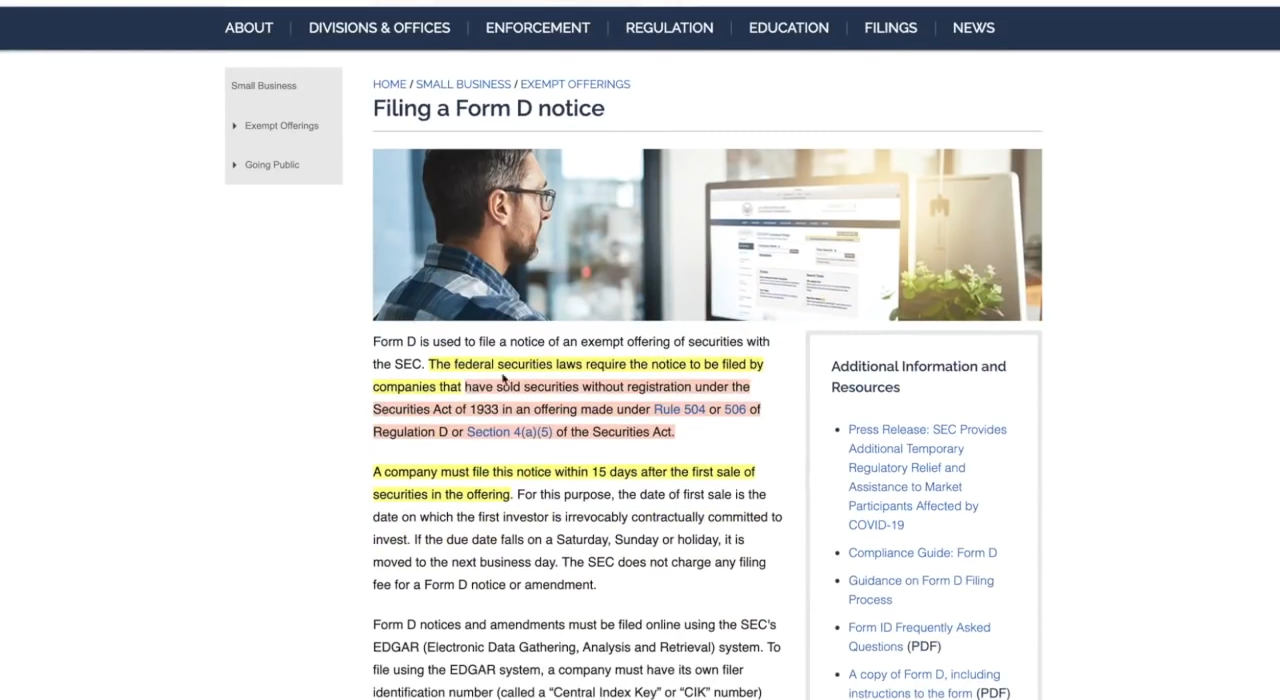 ABOUT | DIVISIONS & OFFICES | ENFORCEMENT | REGULATION | EDUCATION | FILINGS | NEWS
Small Business
Exempt Offerings
Going Public
HOME / SMALL BUSINESS / EXEMPT OFFERINGS
Filing a Form D notice
Form D is used to file a notice of an exempt offering of securities with
the SEC. The federal securities laws require the notice to be filed by
companies that have sold securities without registration under the
Securities Act of 1933 in an offering made under Rule 504 or 506 of
Regulation D or Section 4(a)(5) of the Securities Act.
A company must file this notice within 15 days after the first sale of
securities in the offering. For this purpose, the date of first sale is the
date on which the first investor is irrevocably contractually committed to
invest. If the due date falls on a Saturday, Sunday or holiday, it is
moved to the next business day. The SEC does not charge any filing
fee for a Form D notice or amendment.
Form D notices and amendments must be filed online using the SEC's
EDGAR (Electronic Data Gathering, Analysis and Retrieval) system. To
file using the EDGAR system, a company must have its own filer
identification number (called a “Central Index Key” or “CIK” number)
Additional Information and
Resources
• Press Release: SEC Provides
Additional Temporary
Regulatory Relief and
Assistance to Market
Participants Affected by
COVID-19
• Compliance Guide: Form D
• Guidance on Form D Filing
Process
• Form ID Frequently Asked
Questions (PDF)
• A copy of Form D, including
instructions to the form (PDF)